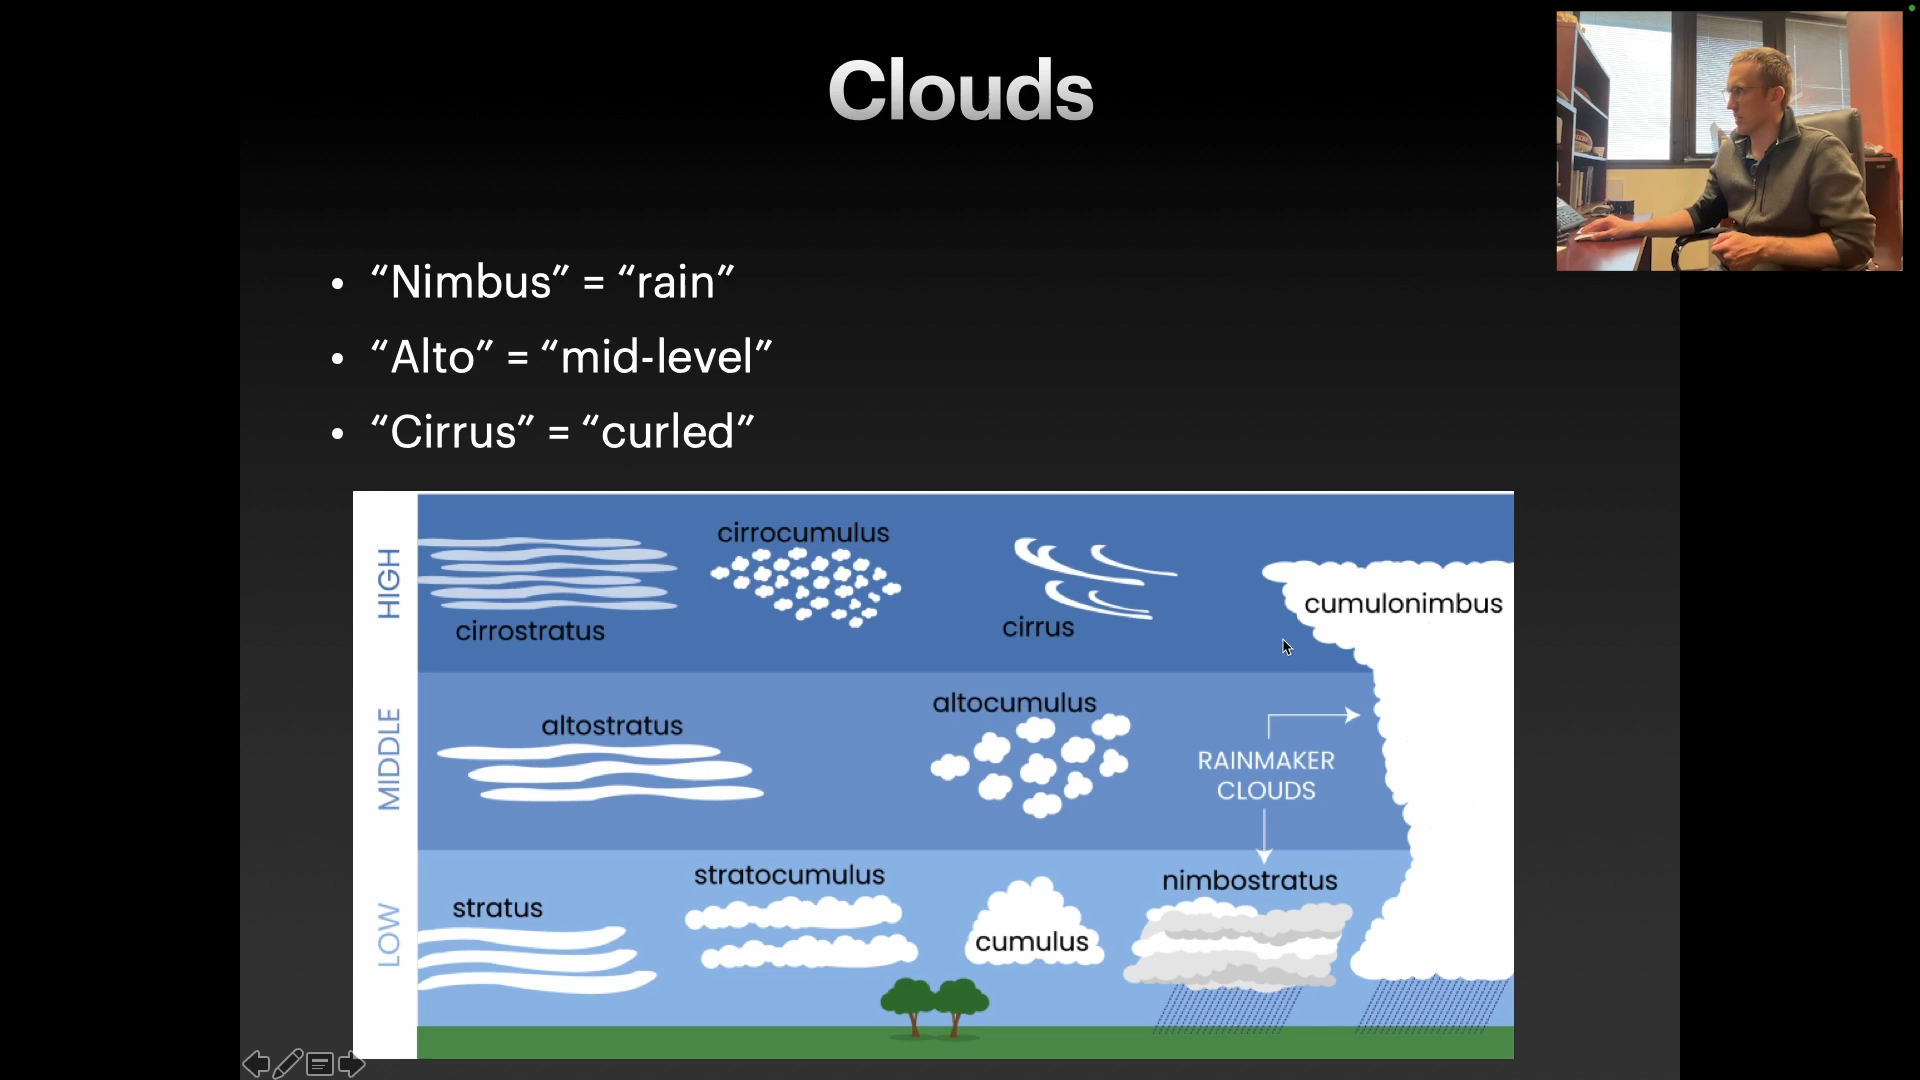 Clouds
• “Nimbus” = “rain”
• “Alto” = “mid-level”
• “Cirrus” = “curled”
HIGH
cirrostratus
cirrocumulus
cirrus
cumulonimbus
MIDDLE
altostratus
altocumulus
RAINMAKER
CLOUDS
LOW
stratus
stratocumulus
cumulus
nimbostratus